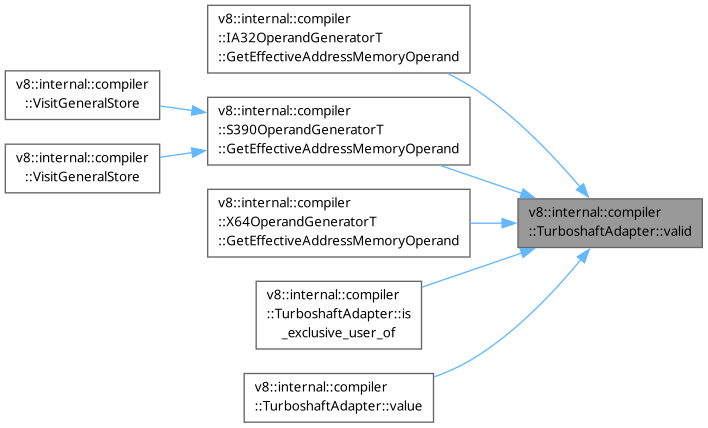 v8::internal::compiler
::IA32OperandGeneratorT
::GetEffectiveAddressMemoryOperand
v8::internal::compiler
::VisitGeneralStore
v8::internal::compiler
::S390OperandGeneratorT
::GetEffectiveAddressMemoryOperand
v8::internal::compiler
::VisitGeneralStore
v8::internal::compiler
::X64OperandGeneratorT
::GetEffectiveAddressMemoryOperand
v8::internal::compiler
::TurboshaftAdapter::valid
v8::internal::compiler
::TurboshaftAdapter::is
_exclusive_user_of
v8::internal::compiler
::TurboshaftAdapter::value